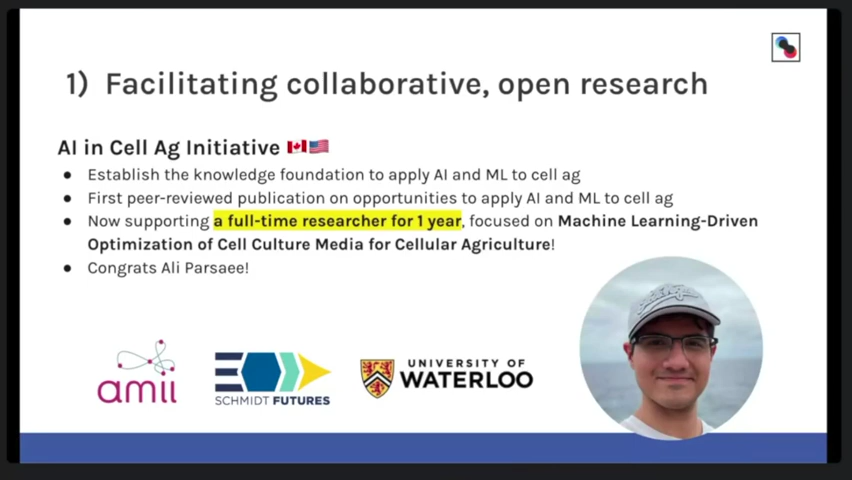 1) Facilitating collaborative, open research
AI in Cell Ag Initiative
● Establish the knowledge foundation to apply AI and ML to cell ag
● First peer-reviewed publication on opportunities to apply AI and ML to cell ag
● Now supporting a full-time researcher for 1 year, focused on Machine Learning-Driven
Optimization of Cell Culture Media for Cellular Agriculture!
● Congrats Ali Parsaee!
amii
SCHMIDT FUTURES
UNIVERSITY OF
WATERLOO